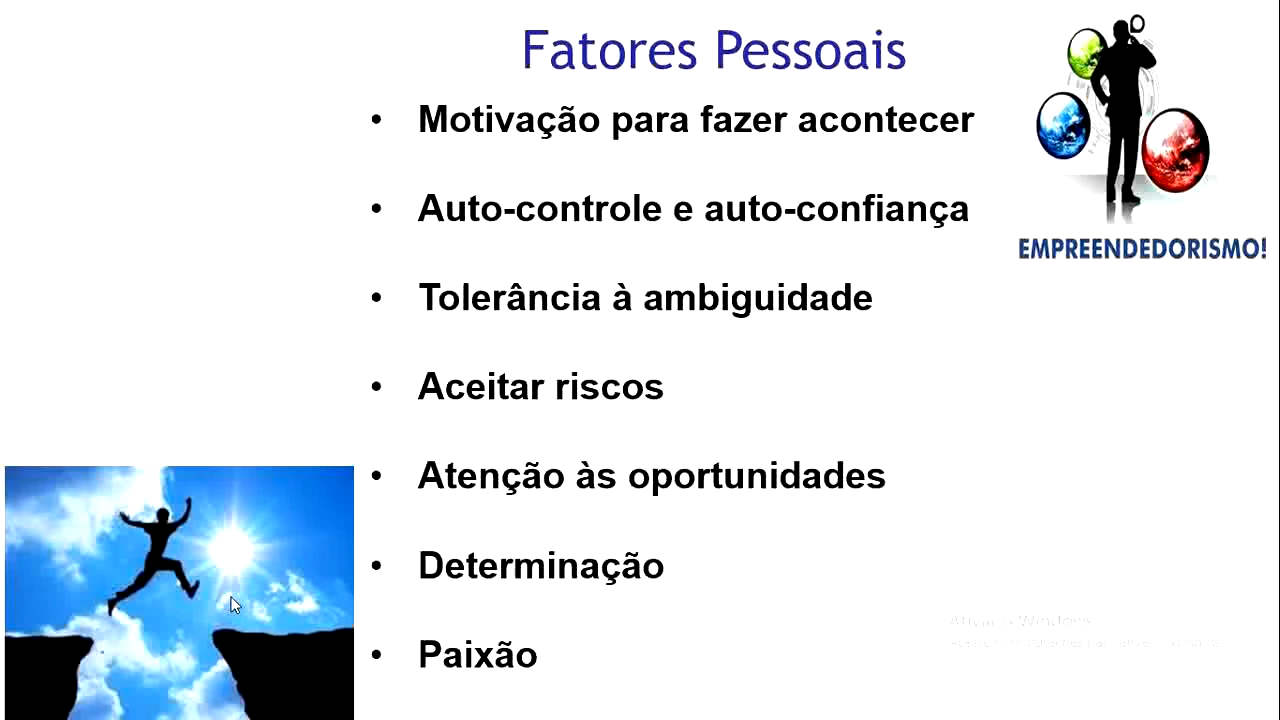 Fatores Pessoais
• Motivação para fazer acontecer
• Auto-controle e auto-confiança
• Tolerância à ambiguidade
• Aceitar riscos
• Atenção às oportunidades
• Determinação
• Paixão
EMPREENDEDORISMO!